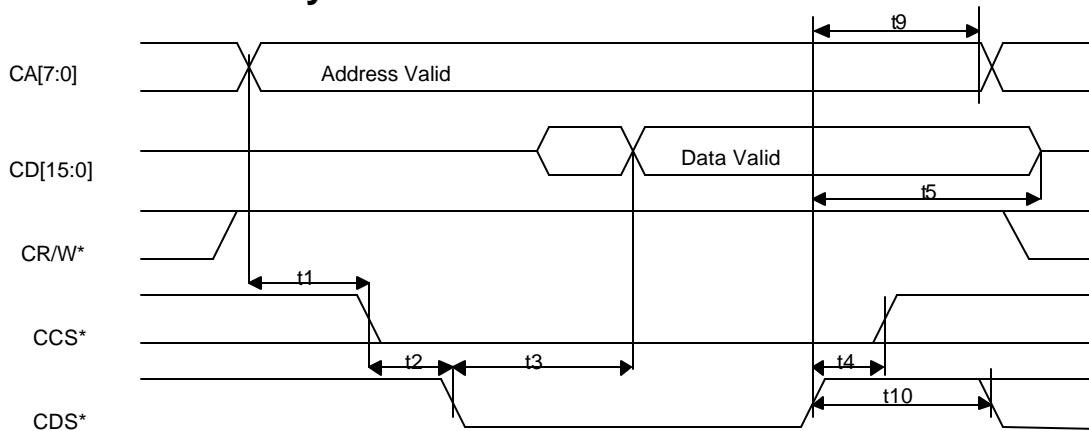 t9
CA[7:0]
Address Valid
CD[15:0]
Data Valid
t5
CR/W*
t1
CCS*
t2
t3
t4
CDS*
t10